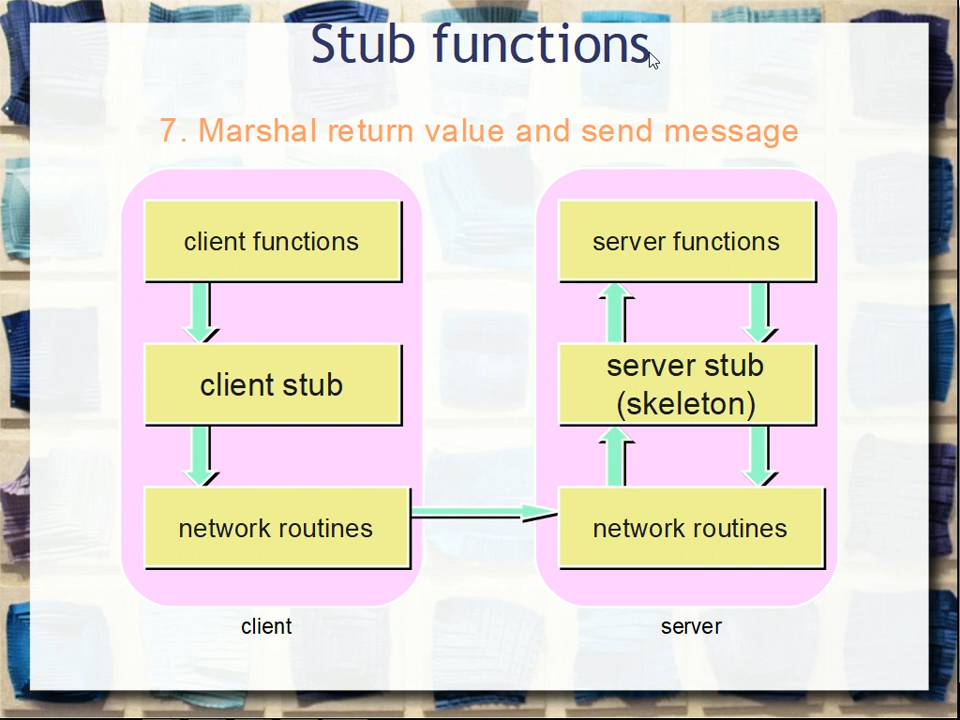 Stub functions
7. Marshal return value and send message
client functions
server functions
client stub
server stub
(skeleton)
network routines
network routines
client
server